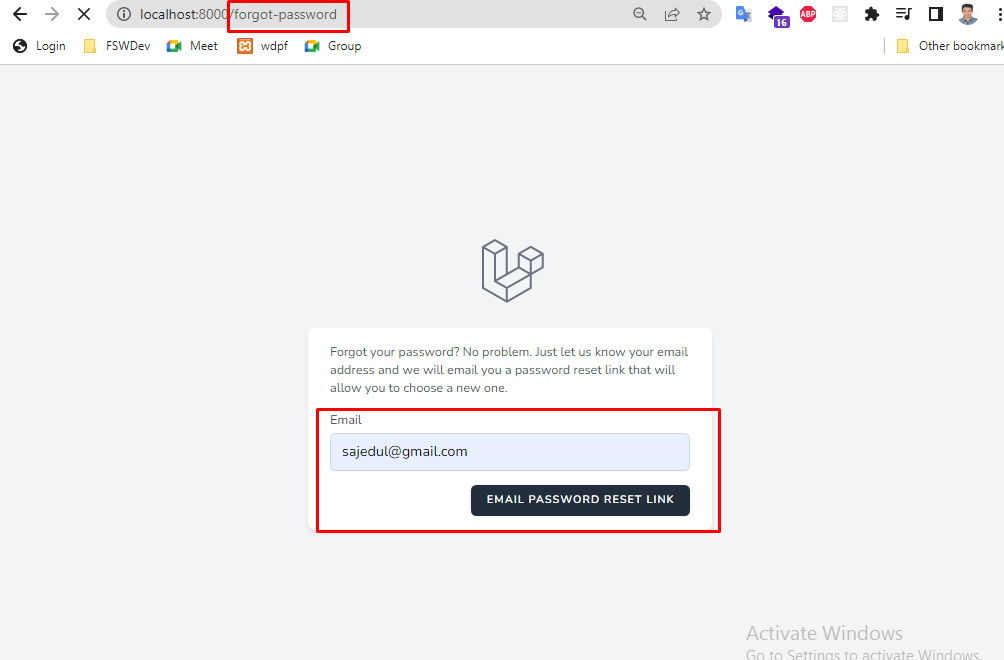 localhost:8000/forgot-password
16
ABP
Login
FSWDev
Meet
wdpf
Group
Other bookmark
Forgot your password? No problem. Just let us know your email
address and we will email you a password reset link that will
allow you to choose a new one.
Email
sajedul@gmail.com
EMAIL PASSWORD RESET LINK
Activate Windows
Go to Settings to activate Windows.